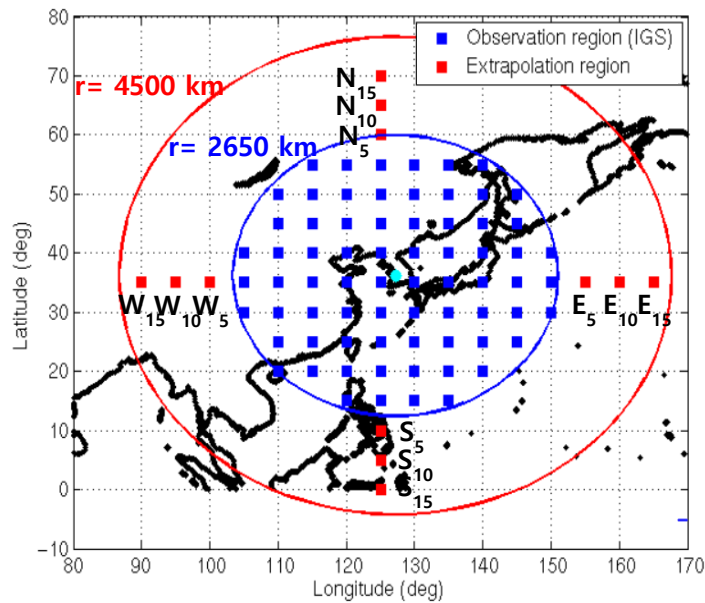 80
70
60
50
40
30
20
10
0
−10
Latitude (deg)
Observation region (IGS)
Extrapolation region
r= 4500 km
r= 2650 km
N15
N10
N5
W15 W10 W5
E5 E10 E15
S5
S10
S15
80 90 100 110 120 130 140 150 160 170
Longitude (deg)